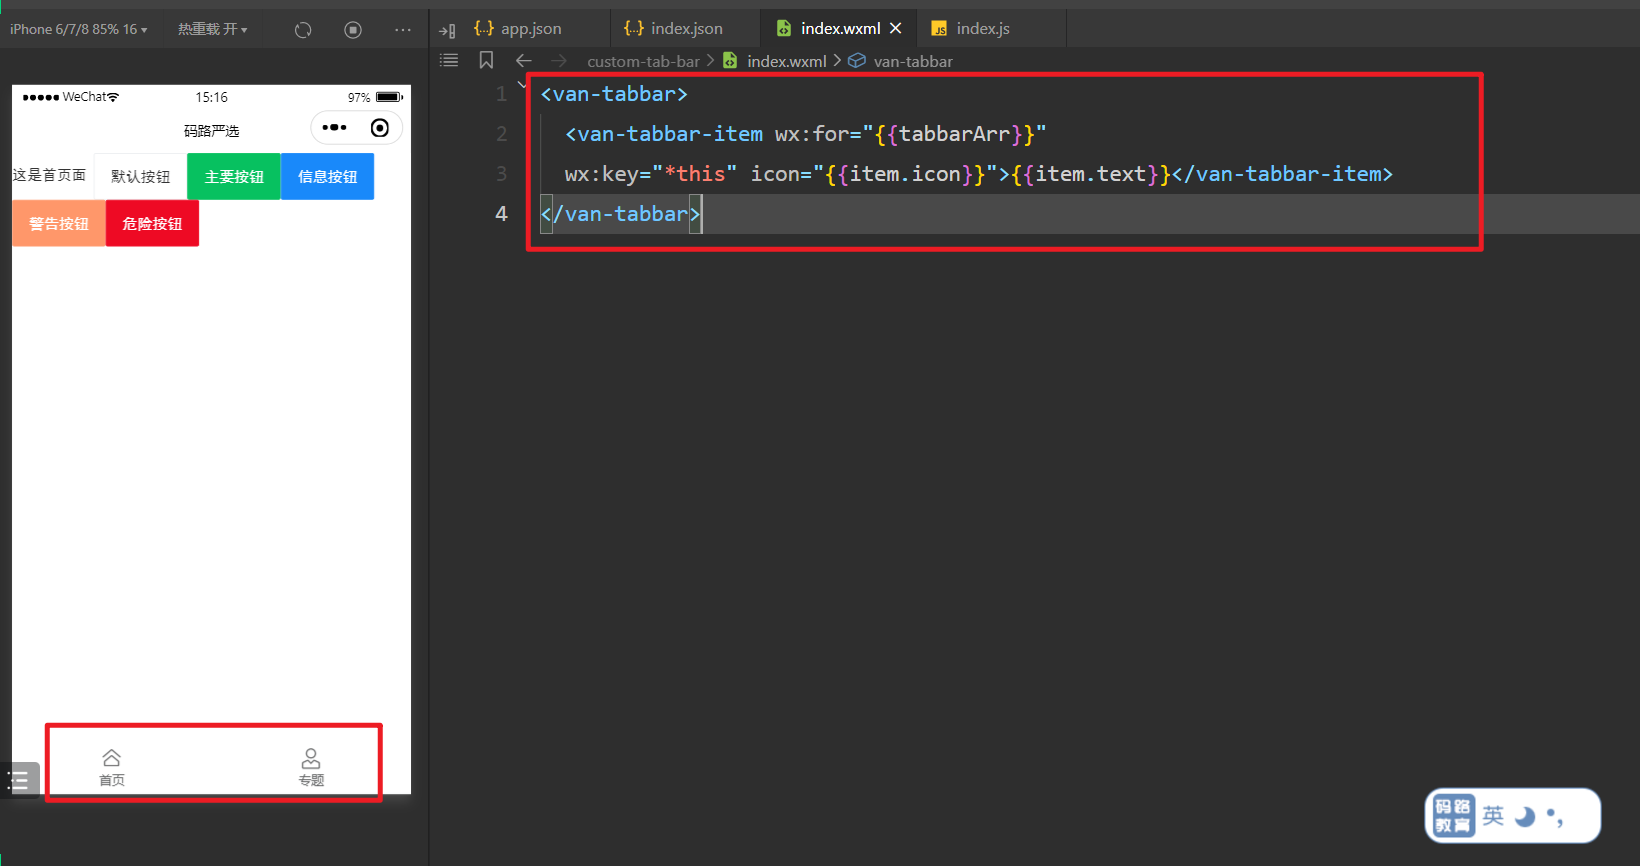 iPhone 6/7/8 85% 16 ▾ 热重载 开 ▾
app.json index.json index.wxml index.js
custom-tab-bar > index.wxml > van-tabbar
WeChat 15:16 97%
码路严选
这是首页面 默认按钮 主要按钮 信息按钮
警告按钮 危险按钮
首页 专题
1 <van-tabbar>
2 <van-tabbar-item wx:for="{{tabbarArr}}"
3 wx:key="*this" icon="{{item.icon}}">{{item.text}}</van-tabbar-item>
4 </van-tabbar>
码路
教育 英